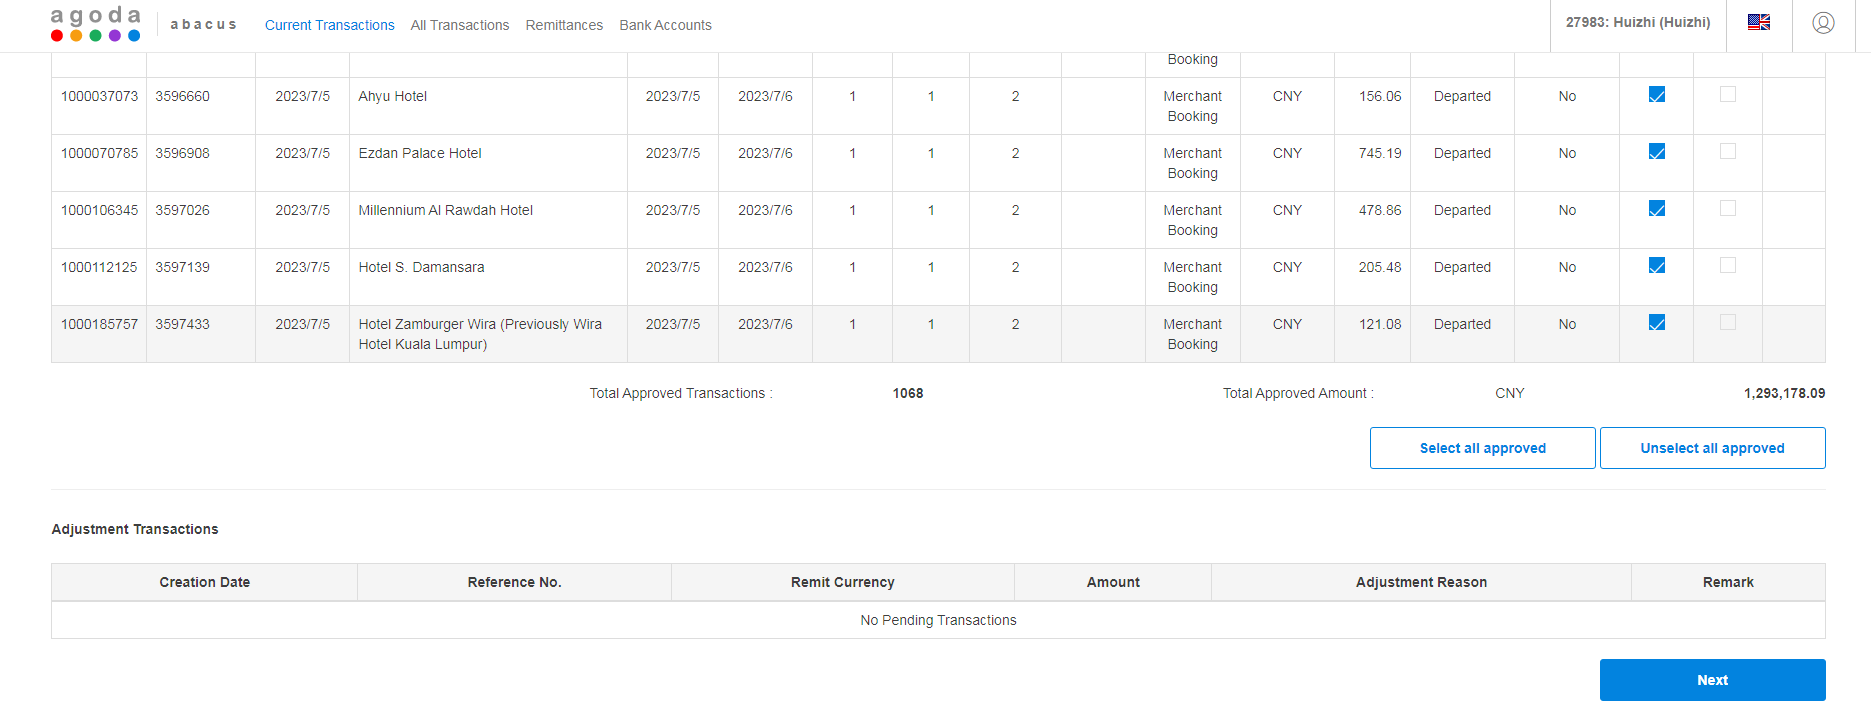 agoda
abacus
Current Transactions
All Transactions
Remittances
Bank Accounts
27983: Huizhi (Huizhi)
Booking
1000037073 3596660 2023/7/5 Ahyu Hotel 2023/7/5 2023/7/6 1 1 2 Merchant CNY 156.06 Departed No
Booking
1000070785 3596908 2023/7/5 Ezdan Palace Hotel 2023/7/5 2023/7/6 1 1 2 Merchant CNY 745.19 Departed No
Booking
1000106345 3597026 2023/7/5 Millennium Al Rawdah Hotel 2023/7/5 2023/7/6 1 1 2 Merchant CNY 478.86 Departed No
Booking
1000112125 3597139 2023/7/5 Hotel S. Damansara 2023/7/5 2023/7/6 1 1 2 Merchant CNY 205.48 Departed No
Booking
1000185757 3597433 2023/7/5 Hotel Zamburger Wira (Previously Wira 2023/7/5 2023/7/6 1 1 2 Merchant CNY 121.08 Departed No
Hotel Kuala Lumpur) Booking
Total Approved Transactions : 1068 Total Approved Amount : CNY 1,293,178.09
Select all approved
Unselect all approved
Adjustment Transactions
Creation Date Reference No. Remit Currency Amount Adjustment Reason Remark
No Pending Transactions
Next